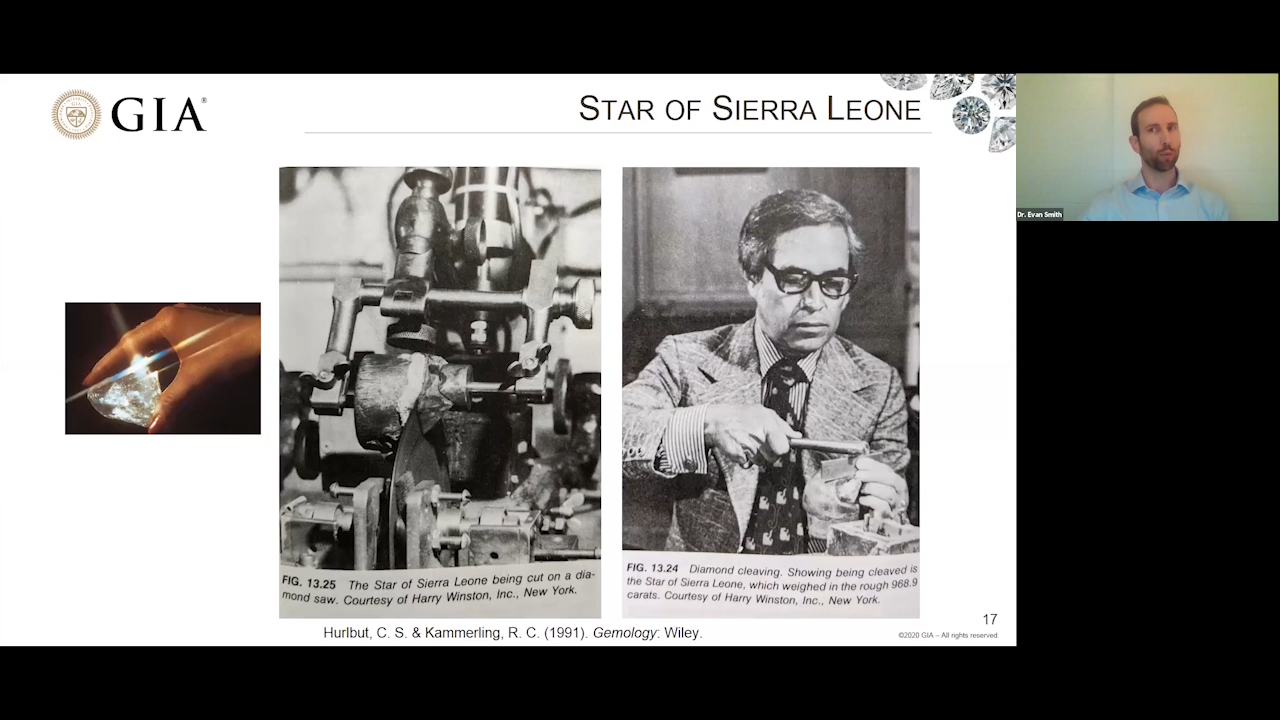 GIA®
STAR OF SIERRA LEONE
Dr. Evan Smith
FIG. 13.25 The Star of Sierra Leone being cut on a dia-
mond saw. Courtesy of Harry Winston, Inc., New York.
FIG. 13.24 Diamond cleaving. Showing being cleaved is
the Star of Sierra Leone, which weighed in the rough 968.9
carats. Courtesy of Harry Winston, Inc., New York.
Hurlbut, C. S. & Kammerling, R. C. (1991). Gemology: Wiley.
17
©2020 GIA – All rights reserved